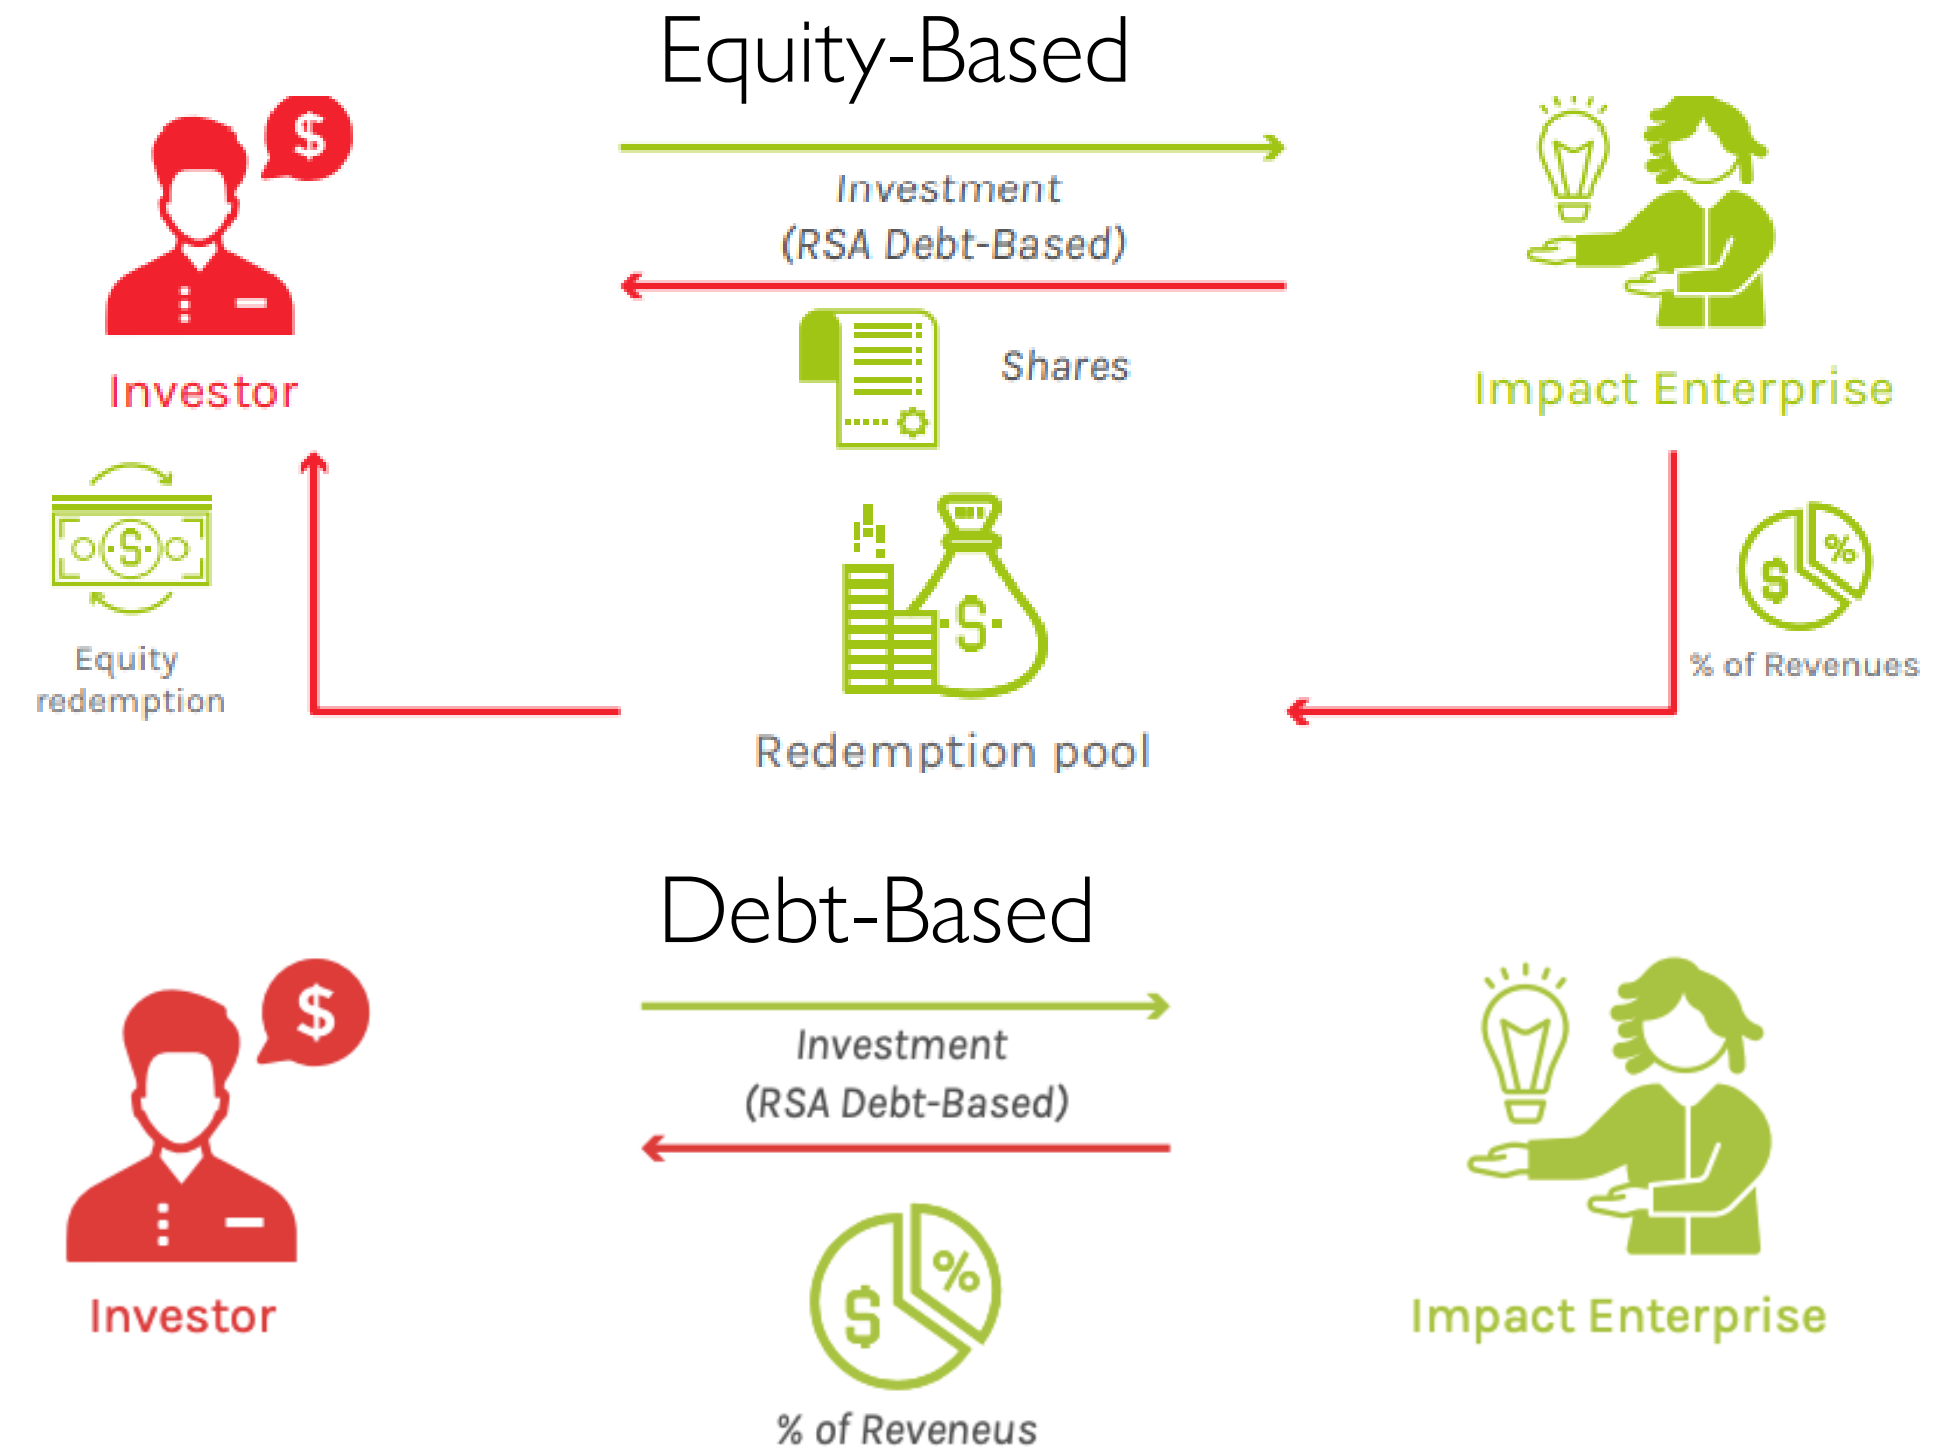 Equity-Based
$
Investment
(RSA Debt-Based)
Shares
Investor
Impact Enterprise
$
Equity
redemption
$
Redemption pool
$ %
% of Revenues
Debt-Based
$
Investment
(RSA Debt-Based)
Investor
$ %
% of Reveneus
Impact Enterprise